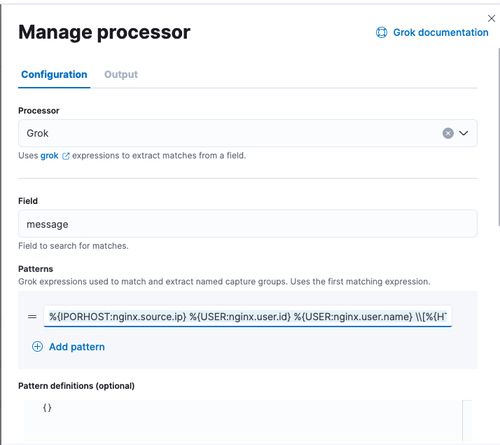 Manage processor
Grok documentation
Configuration
Output
Processor
Grok
Uses grok expressions to extract matches from a field.
Field
message
Field to search for matches.
Patterns
Grok expressions used to match and extract named capture groups. Uses the first matching expression.
%{IPORHOST:nginx.source.ip} %{USER:nginx.user.id} %{USER:nginx.user.name} \\[%{HT
Add pattern
Pattern definitions (optional)
{}